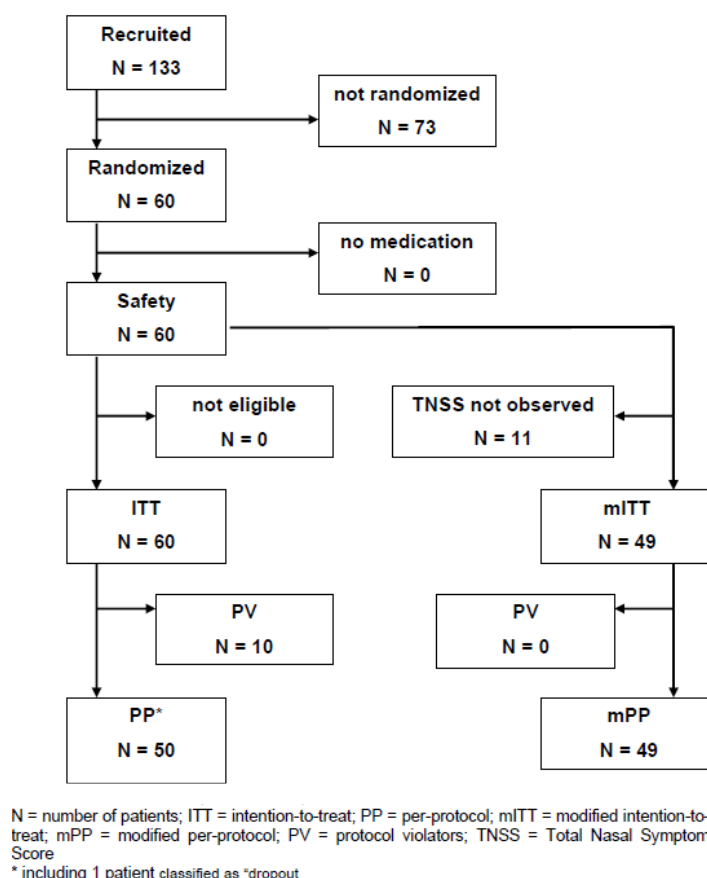 Recruited
N = 133
not randomized
N = 73
Randomized
N = 60
no medication
N = 0
Safety
N = 60
not eligible
N = 0
TNSS not observed
N = 11
ITT
N = 60
mITT
N = 49
PV
N = 10
PV
N = 0
PP*
N = 50
mPP
N = 49
N = number of patients; ITT = intention-to-treat; PP = per-protocol; mITT = modified intention-to-
treat; mPP = modified per-protocol; PV = protocol violators; TNSS = Total Nasal Symptom
Score
* including 1 patient classified as "dropout